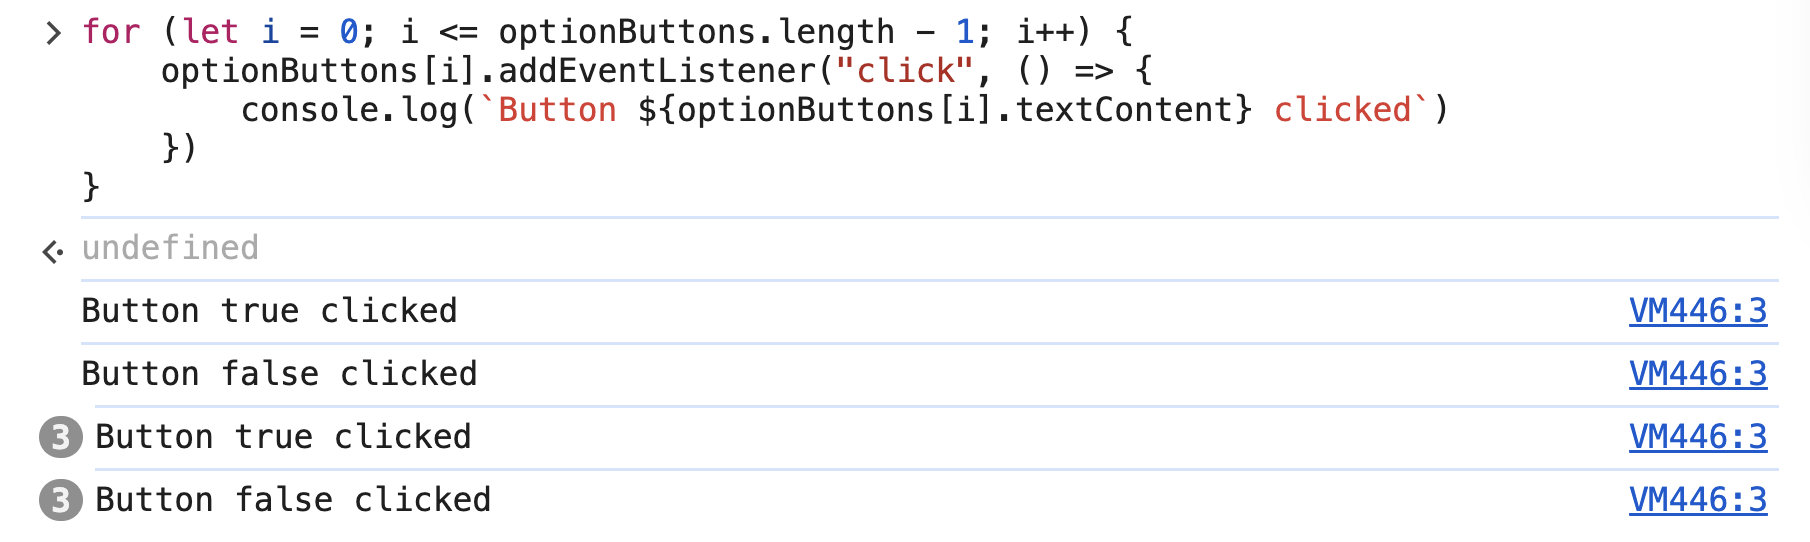 for (let i = 0; i <= optionButtons.length - 1; i++) {
optionButtons[i].addEventListener("click", () => {
console.log(`Button ${optionButtons[i].textContent} clicked`)
})
}
undefined
Button true clicked VM446:3
Button false clicked VM446:3
3 Button true clicked VM446:3
3 Button false clicked VM446:3